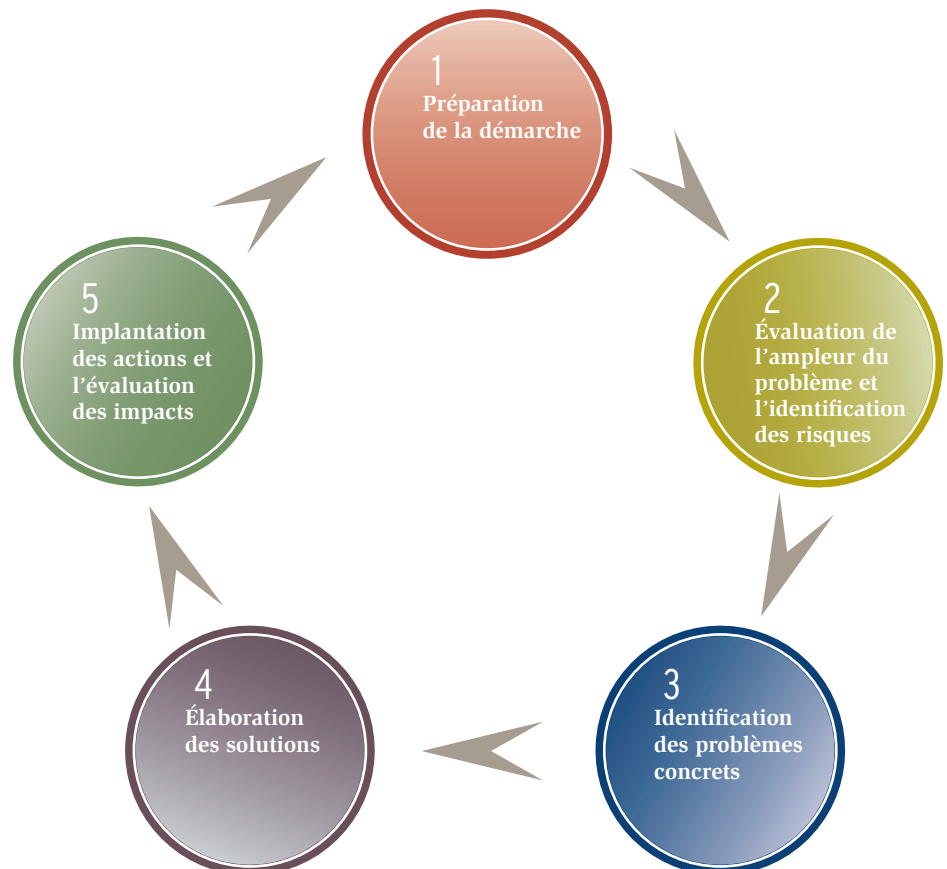 1
Préparation
de la démarche
2
Évaluation de
l'ampleur du
problème et
l'identification
des risques
3
Identification
des problèmes
concrets
4
Élaboration
des solutions
5
Implantation
des actions et
l'évaluation
des impacts